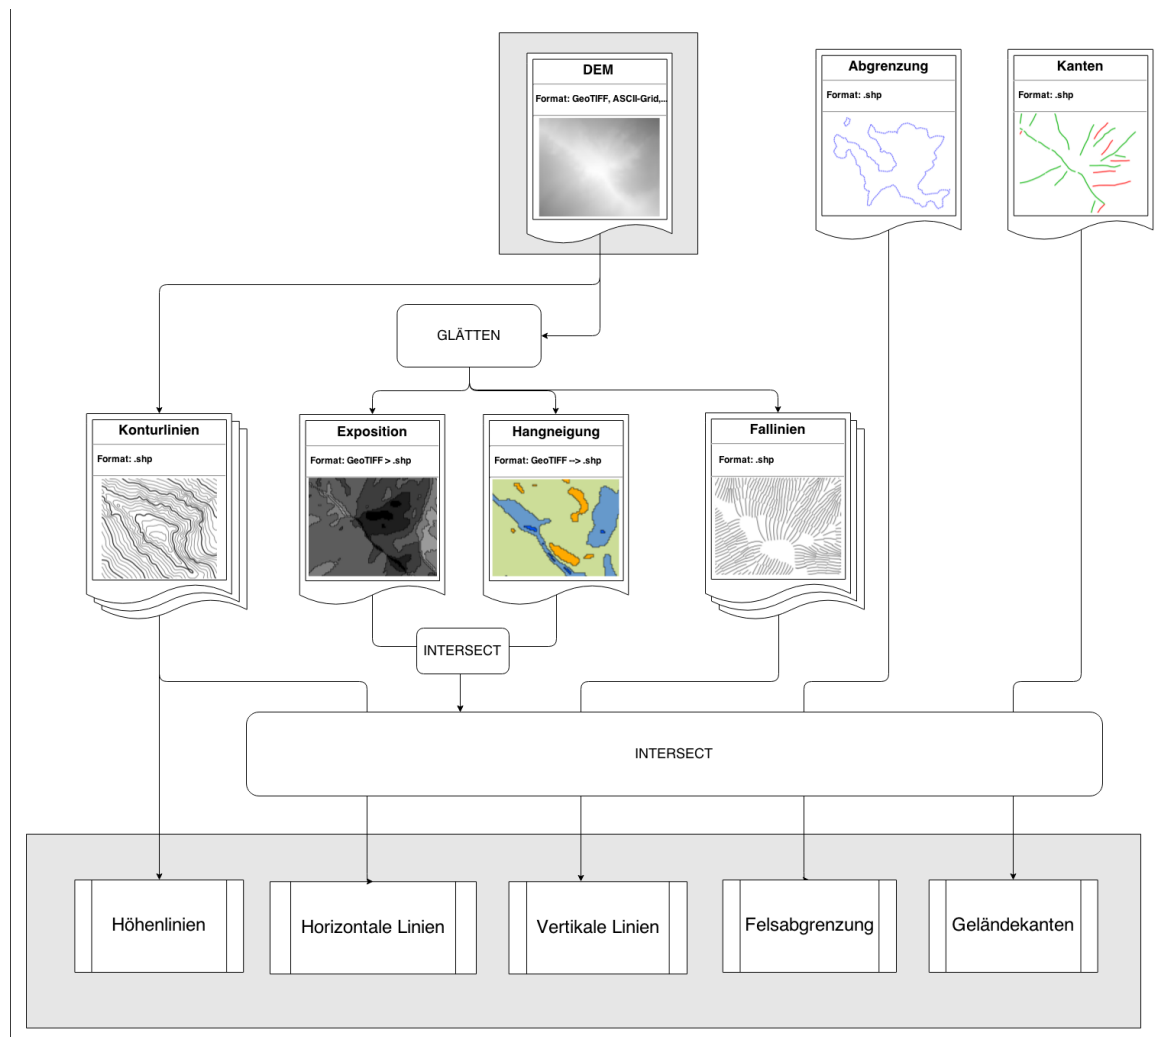 DEM
Format: GeoTIFF, ASCII-Grid,...
Abgrenzung
Format: .shp
Kanten
Format: .shp
GLÄTTEN
Konturlinien
Format: .shp
Exposition
Format: GeoTIFF > .shp
Hangneigung
Format: GeoTIFF --> .shp
Fallinien
Format: .shp
INTERSECT
INTERSECT
Höhenlinien
Horizontale Linien
Vertikale Linien
Felsabgrenzung
Geländekanten